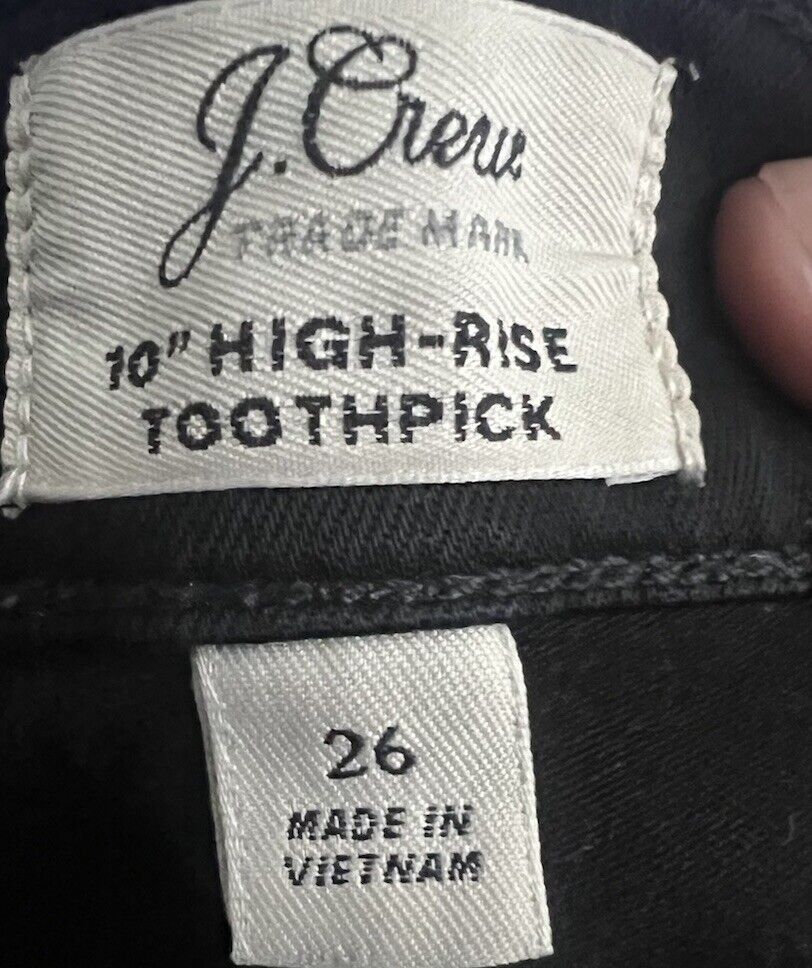 J. Crew
TRADE MARK
10" HIGH-RISE
TOOTHPICK
26
MADE IN
VIETNAM